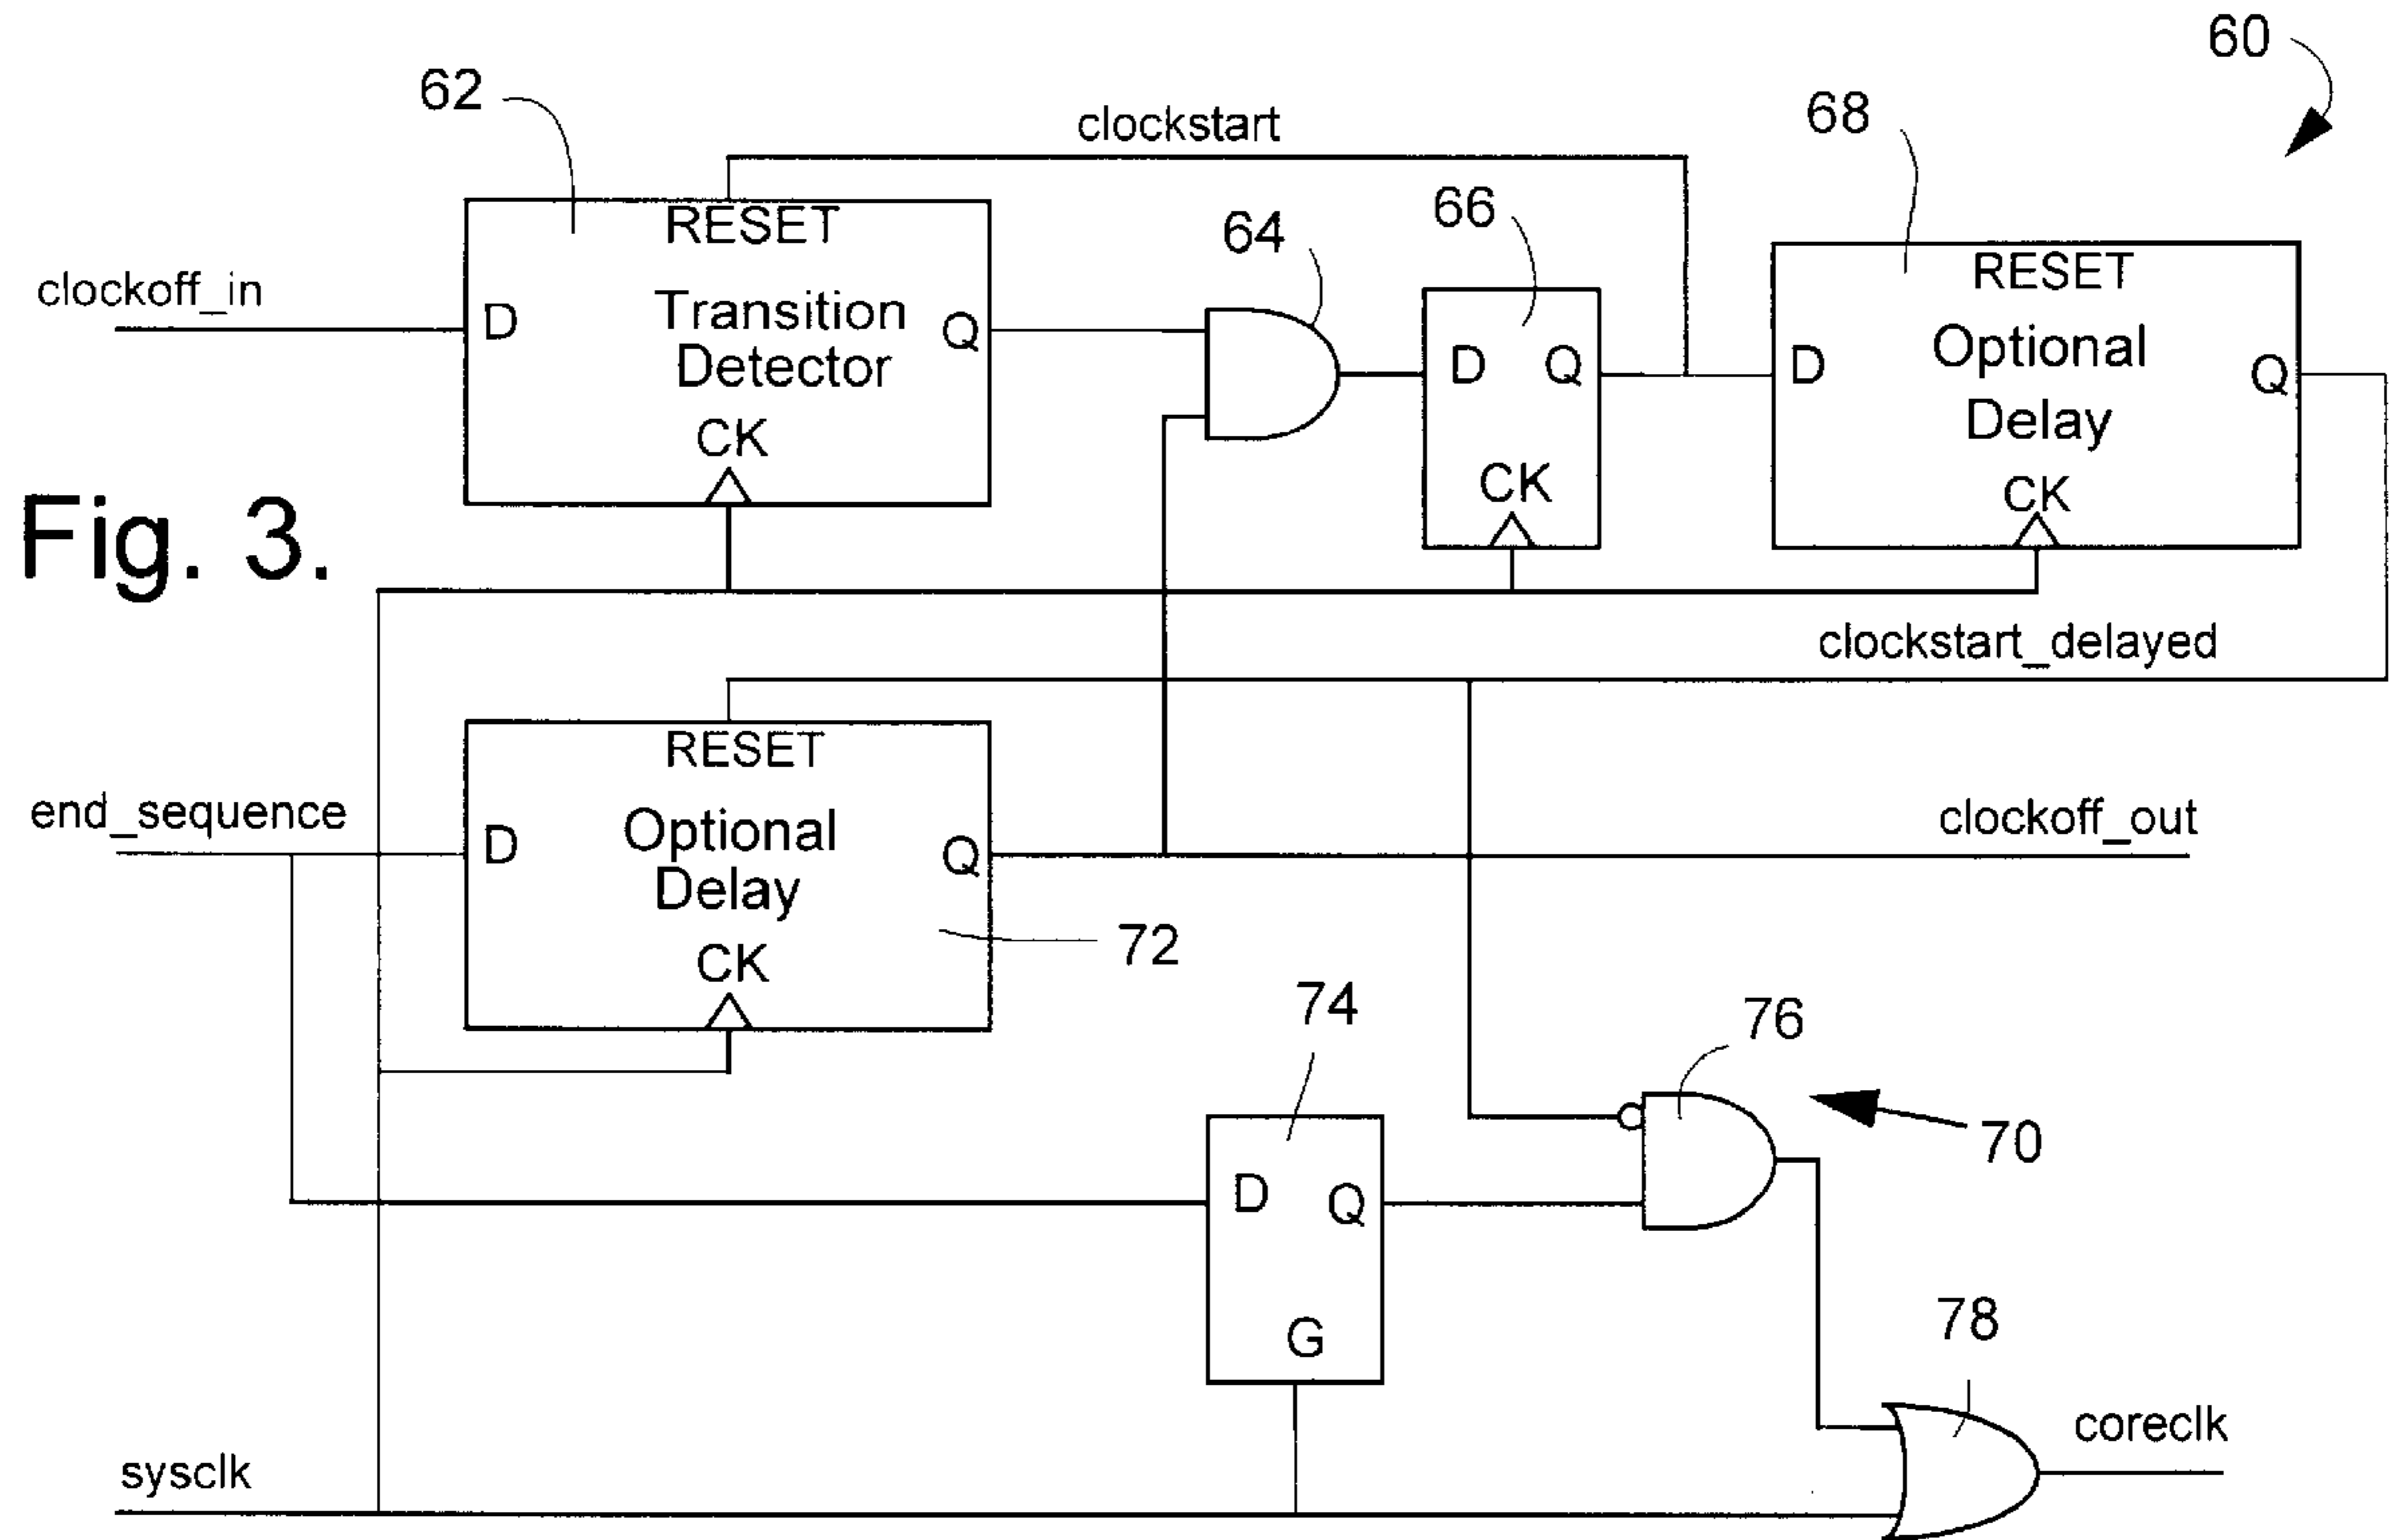 60
62
clockstart
68
66
64
RESET
RESET
clockoff_in
D
Transition
Detector
Q
D
Q
D
Optional
Delay
Q
CK
CK
CK
Fig. 3.
clockstart_delayed
RESET
end_sequence
D
Optional
Delay
Q
clockoff_out
72
CK
74
76
70
D
Q
G
78
coreclk
sysclk